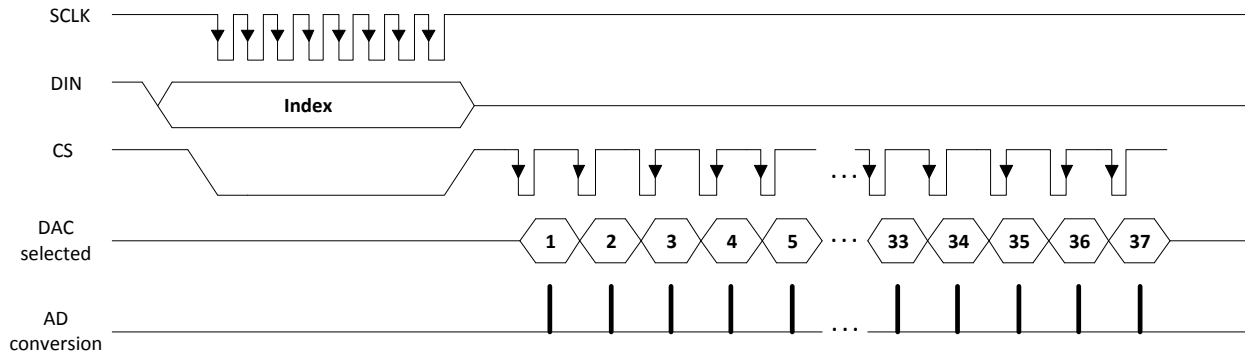 SCLK
DIN
Index
CS
...
DAC
selected
1 2 3 4 5 ... 33 34 35 36 37
AD
conversion
...